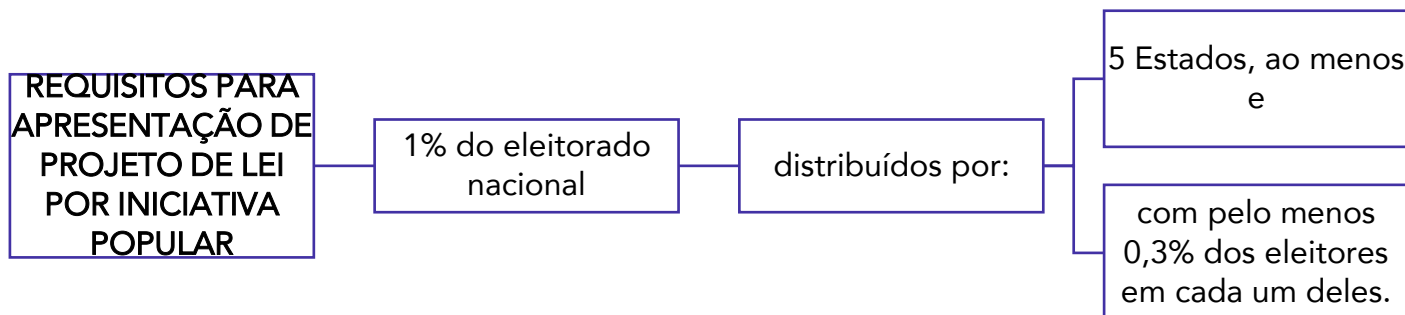 REQUISITOS PARA
APRESENTAÇÃO DE
PROJETO DE LEI
POR INICIATIVA
POPULAR
1% do eleitorado
nacional
distribuídos por:
5 Estados, ao menos
e
com pelo menos
0,3% dos eleitores
em cada um deles.